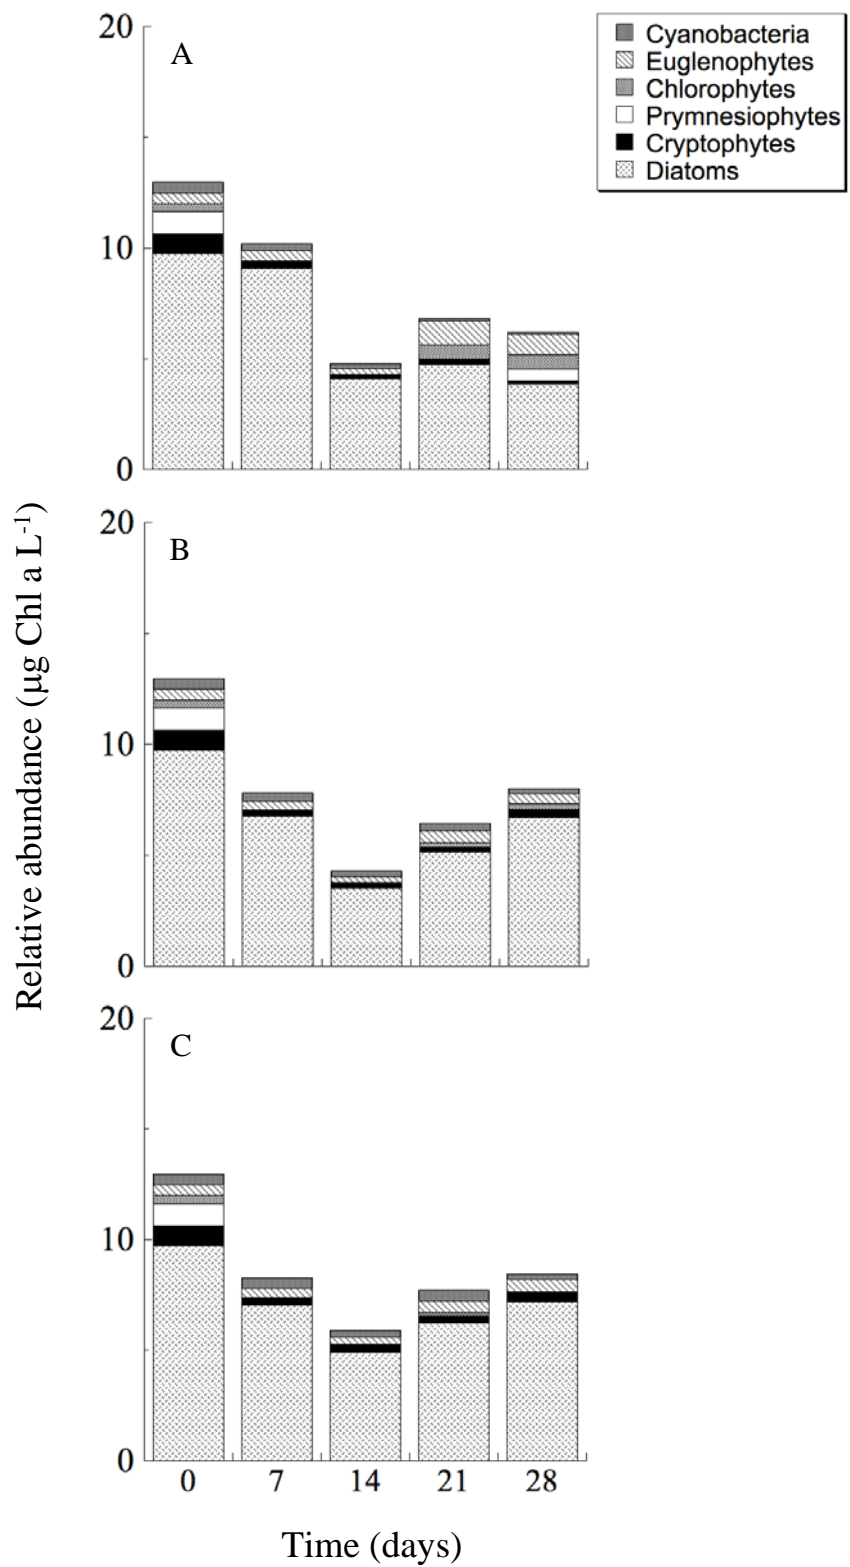 20
A
10
0
Cyanobacteria
Euglenophytes
Chlorophytes
Prymnesiophytes
Cryptophytes
Diatoms
Relative abundance (µg Chl a L-1)
20
B
10
0
20
C
10
0
0 7 14 21 28
Time (days)